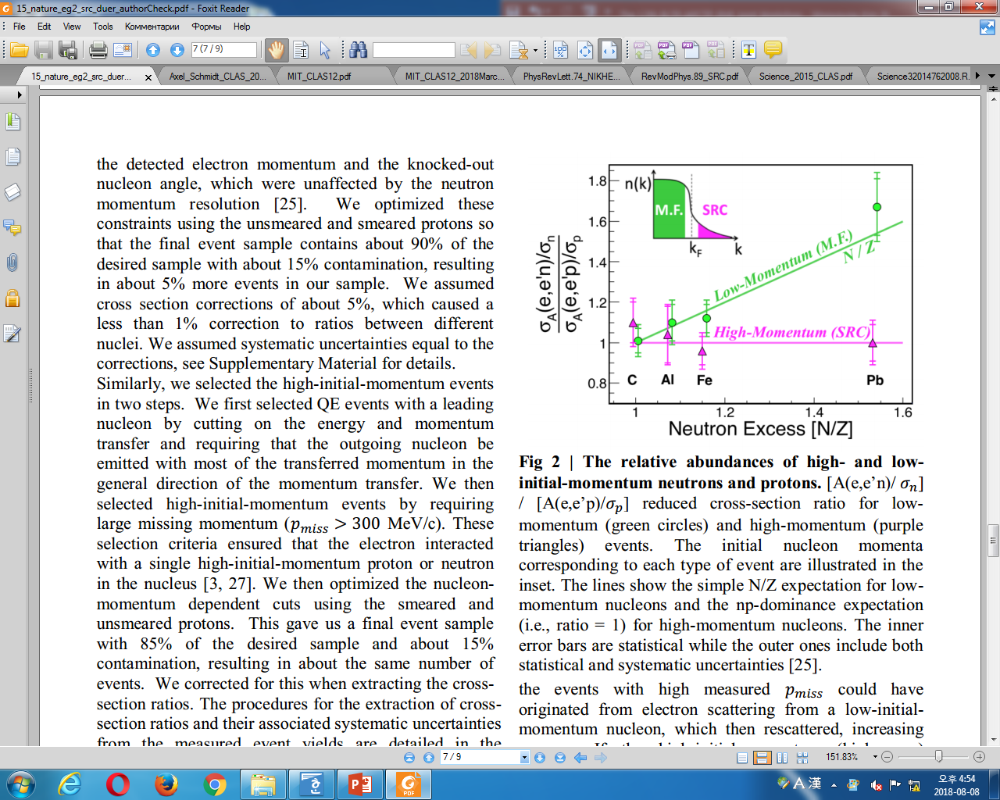 15_nature_eg2_src_duer_authorCheck.pdf - Foxit Reader
File Edit View Tools Комментарии Формы Help
7 (7 / 9)
15_nature_eg2_src_duer... Axel_Schmidt_CLAS_20... MIT_CLAS12.pdf MIT_CLAS12_2018Marc... PhysRevLett.74_NIKHE... RevModPhys.89_SRC.pdf Science_2015_CLAS.pdf Science32014762008.R.
the detected electron momentum and the knocked-out
nucleon angle, which were unaffected by the neutron
momentum resolution [25]. We optimized these
constraints using the unsmeared and smeared protons so
that the final event sample contains about 90% of the
desired sample with about 15% contamination, resulting
in about 5% more events in our sample. We assumed
cross section corrections of about 5%, which caused a
less than 1% correction to ratios between different
nuclei. We assumed systematic uncertainties equal to the
corrections, see Supplementary Material for details.
Similarly, we selected the high-initial-momentum events
in two steps. We first selected QE events with a leading
nucleon by cutting on the energy and momentum
transfer and requiring that the outgoing nucleon be
emitted with most of the transferred momentum in the
general direction of the momentum transfer. We then
selected high-initial-momentum events by requiring
large missing momentum (p_miss > 300 MeV/c). These
selection criteria ensured that the electron interacted
with a single high-initial-momentum proton or neutron
in the nucleus [3, 27]. We then optimized the nucleon-
momentum dependent cuts using the smeared and
unsmeared protons. This gave us a final event sample
with 85% of the desired sample and about 15%
contamination, resulting in about the same number of
events. We corrected for this when extracting the cross-
section ratios. The procedures for the extraction of cross-
section ratios and their associated systematic uncertainties
from the measured event yields are detailed in the
σA(e,e'n)/σn
σA(e,e'p)/σp
1.8
1.6
1.4
1.2
1
0.8
n(k)
M.F. SRC
kF k
Low-Momentum (M.F.)
N / Z
High-Momentum (SRC)
C Al Fe Pb
1 1.2 1.4 1.6
Neutron Excess [N/Z]
Fig 2 | The relative abundances of high- and low-
initial-momentum neutrons and protons. [A(e,e’n)/ σn]
/ [A(e,e’p)/σp] reduced cross-section ratio for low-
momentum (green circles) and high-momentum (purple
triangles) events. The initial nucleon momenta
corresponding to each type of event are illustrated in the
inset. The lines show the simple N/Z expectation for low-
momentum nucleons and the np-dominance expectation
(i.e., ratio = 1) for high-momentum nucleons. The inner
error bars are statistical while the outer ones include both
statistical and systematic uncertainties [25].
the events with high measured p_miss could have
originated from electron scattering from a low-initial-
momentum nucleon, which then rescattered, increasing
7 / 9
151.83%
A 漢
오후 4:54
2018-08-08